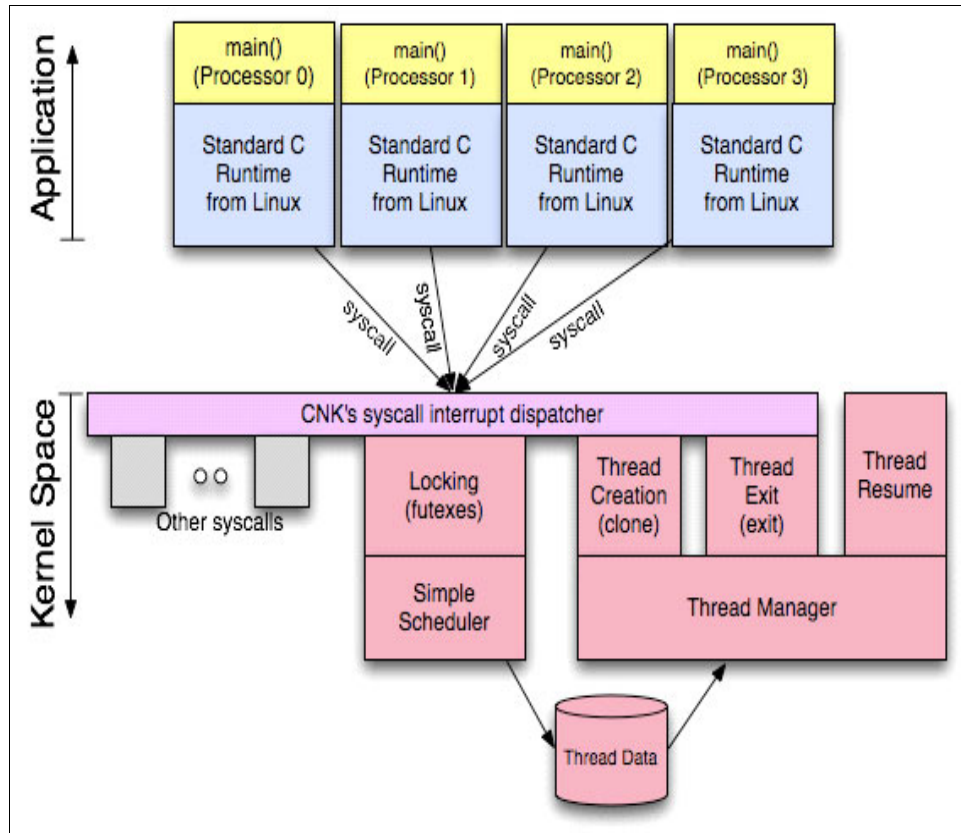 Application
main()
(Processor 0)
main()
(Processor 1)
main()
(Processor 2)
main()
(Processor 3)
Standard C
Runtime
from Linux
Standard C
Runtime
from Linux
Standard C
Runtime
from Linux
Standard C
Runtime
from Linux
syscall
syscall
syscall
syscall
Kernel Space
CNK's syscall interrupt dispatcher
Other syscalls
Locking
(futexes)
Thread
Creation
(clone)
Thread
Exit
(exit)
Thread
Resume
Simple
Scheduler
Thread Manager
Thread Data